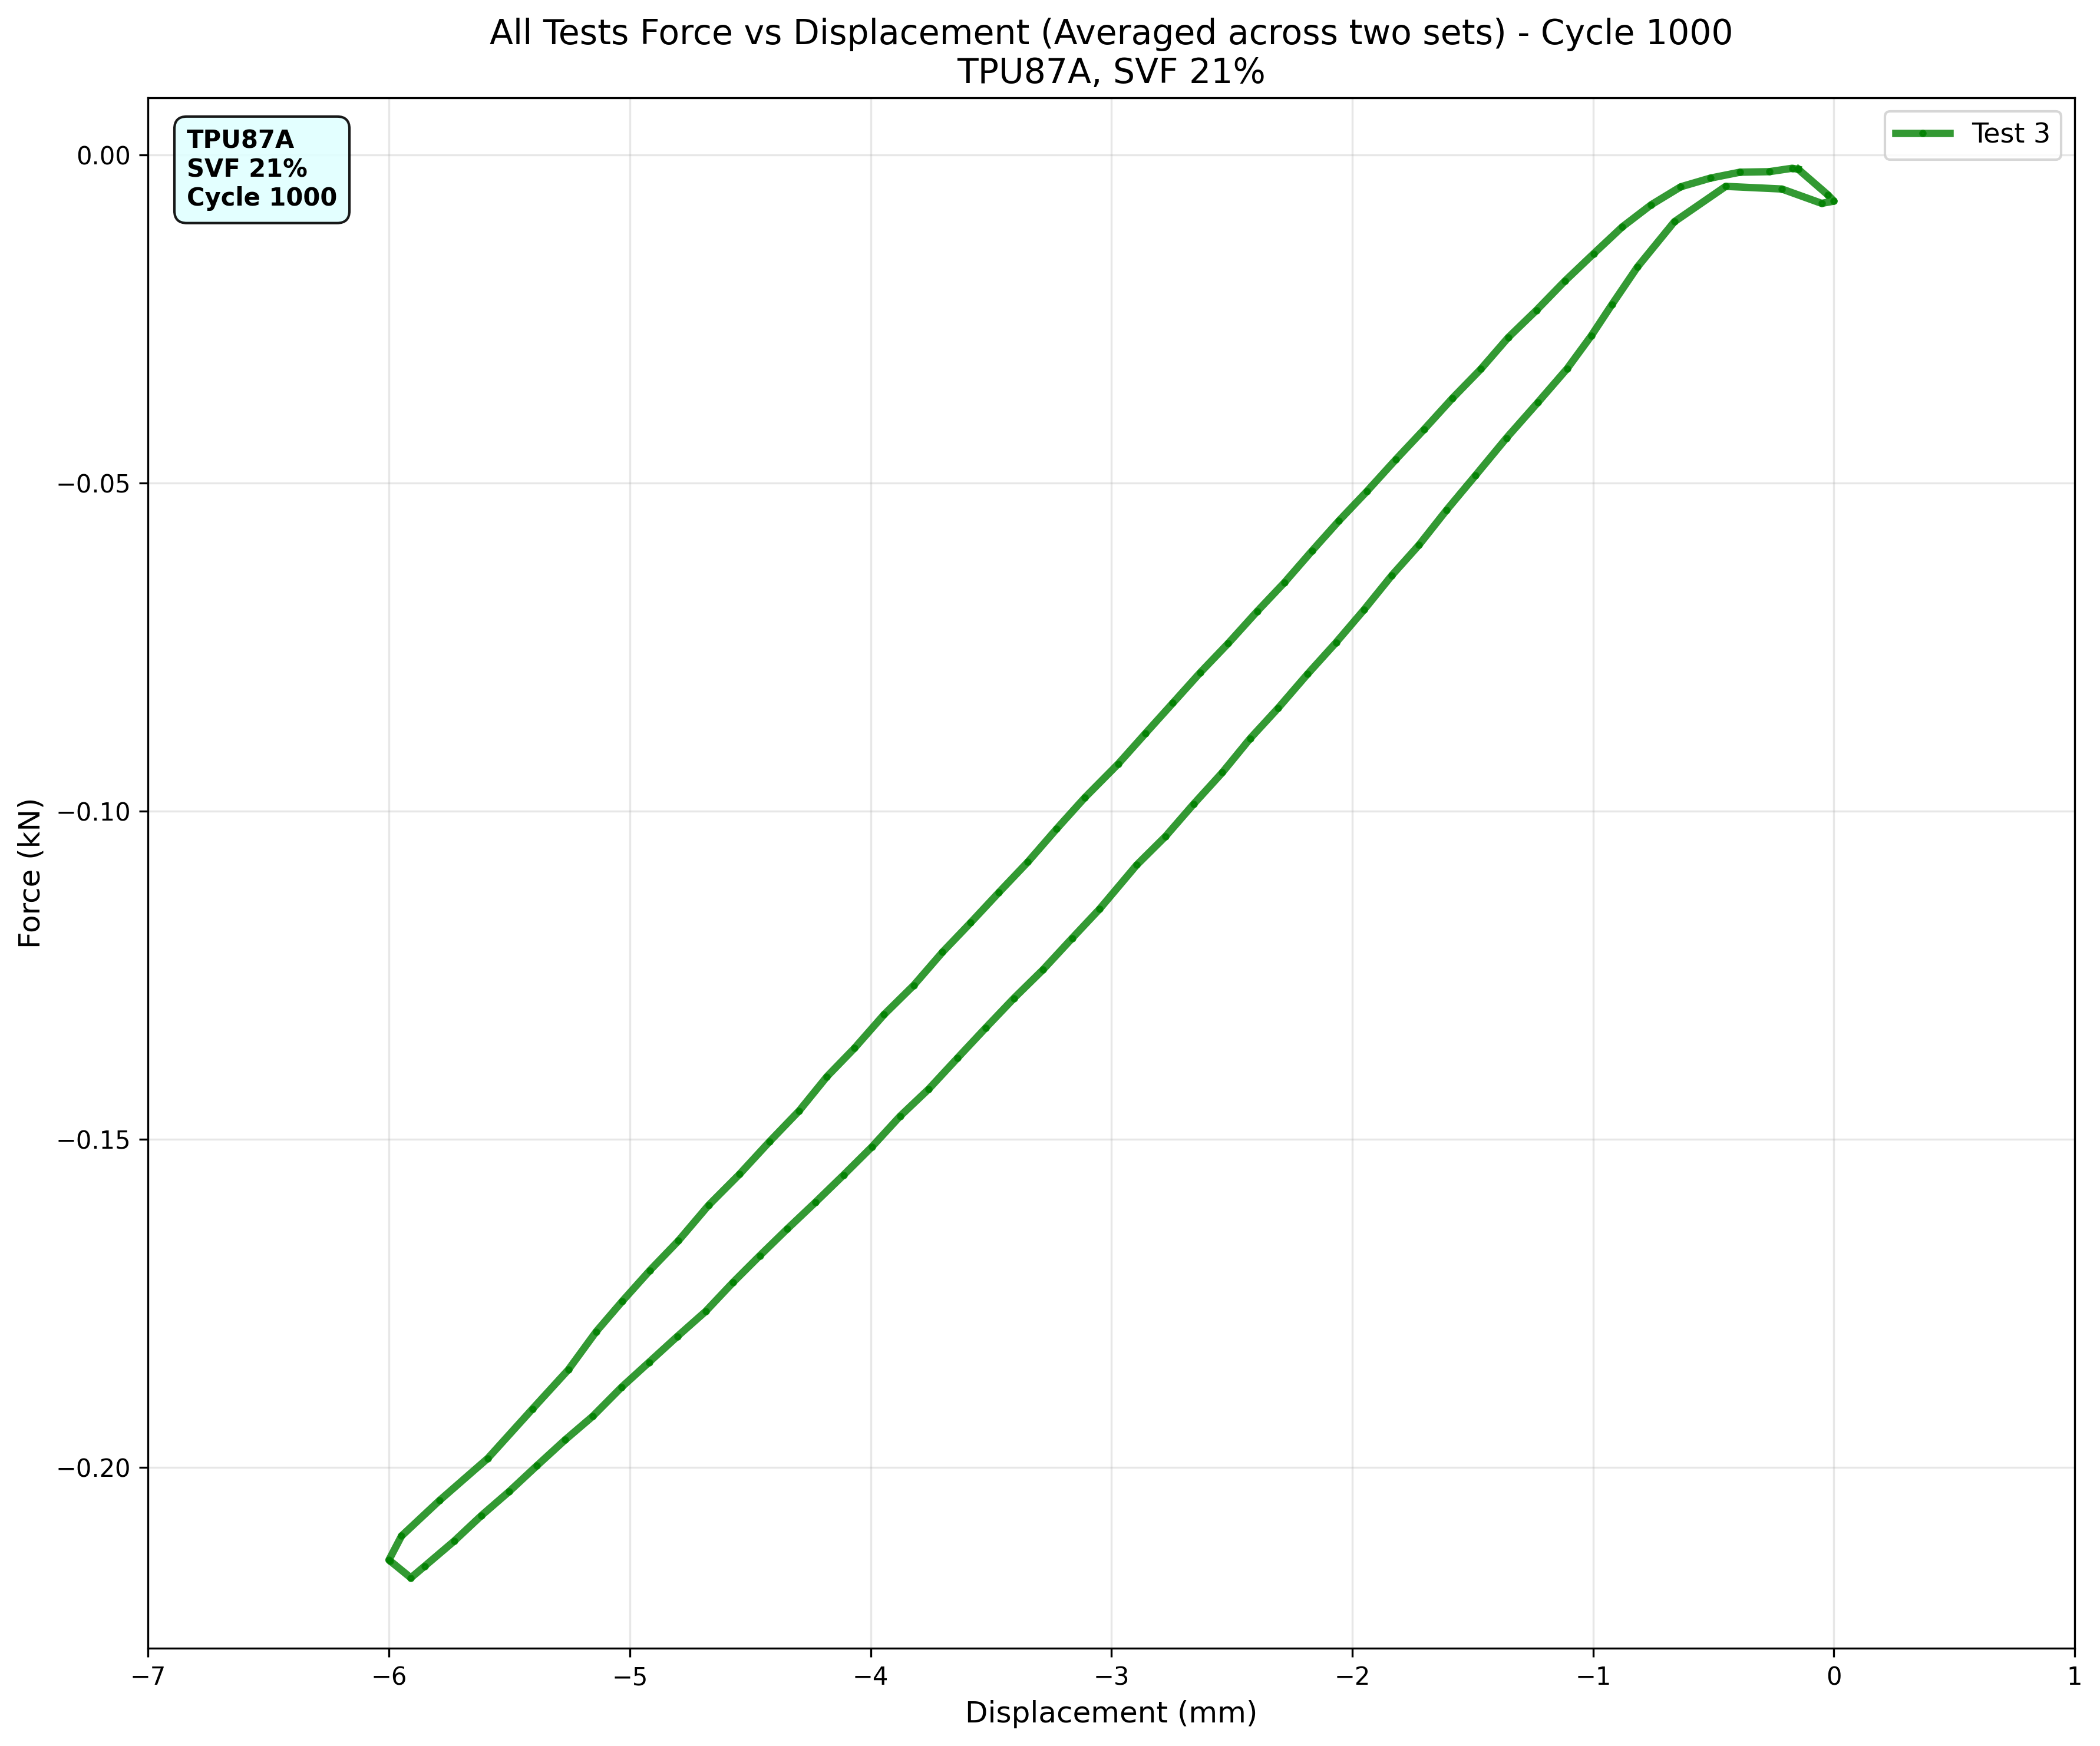 All Tests Force vs Displacement (Averaged across two sets) - Cycle 1000
TPU87A, SVF 21%
TPU87A
SVF 21%
Cycle 1000
Test 3
0.00
−0.05
−0.10
−0.15
−0.20
Force (kN)
−7
−6
−5
−4
−3
−2
−1
0
1
Displacement (mm)